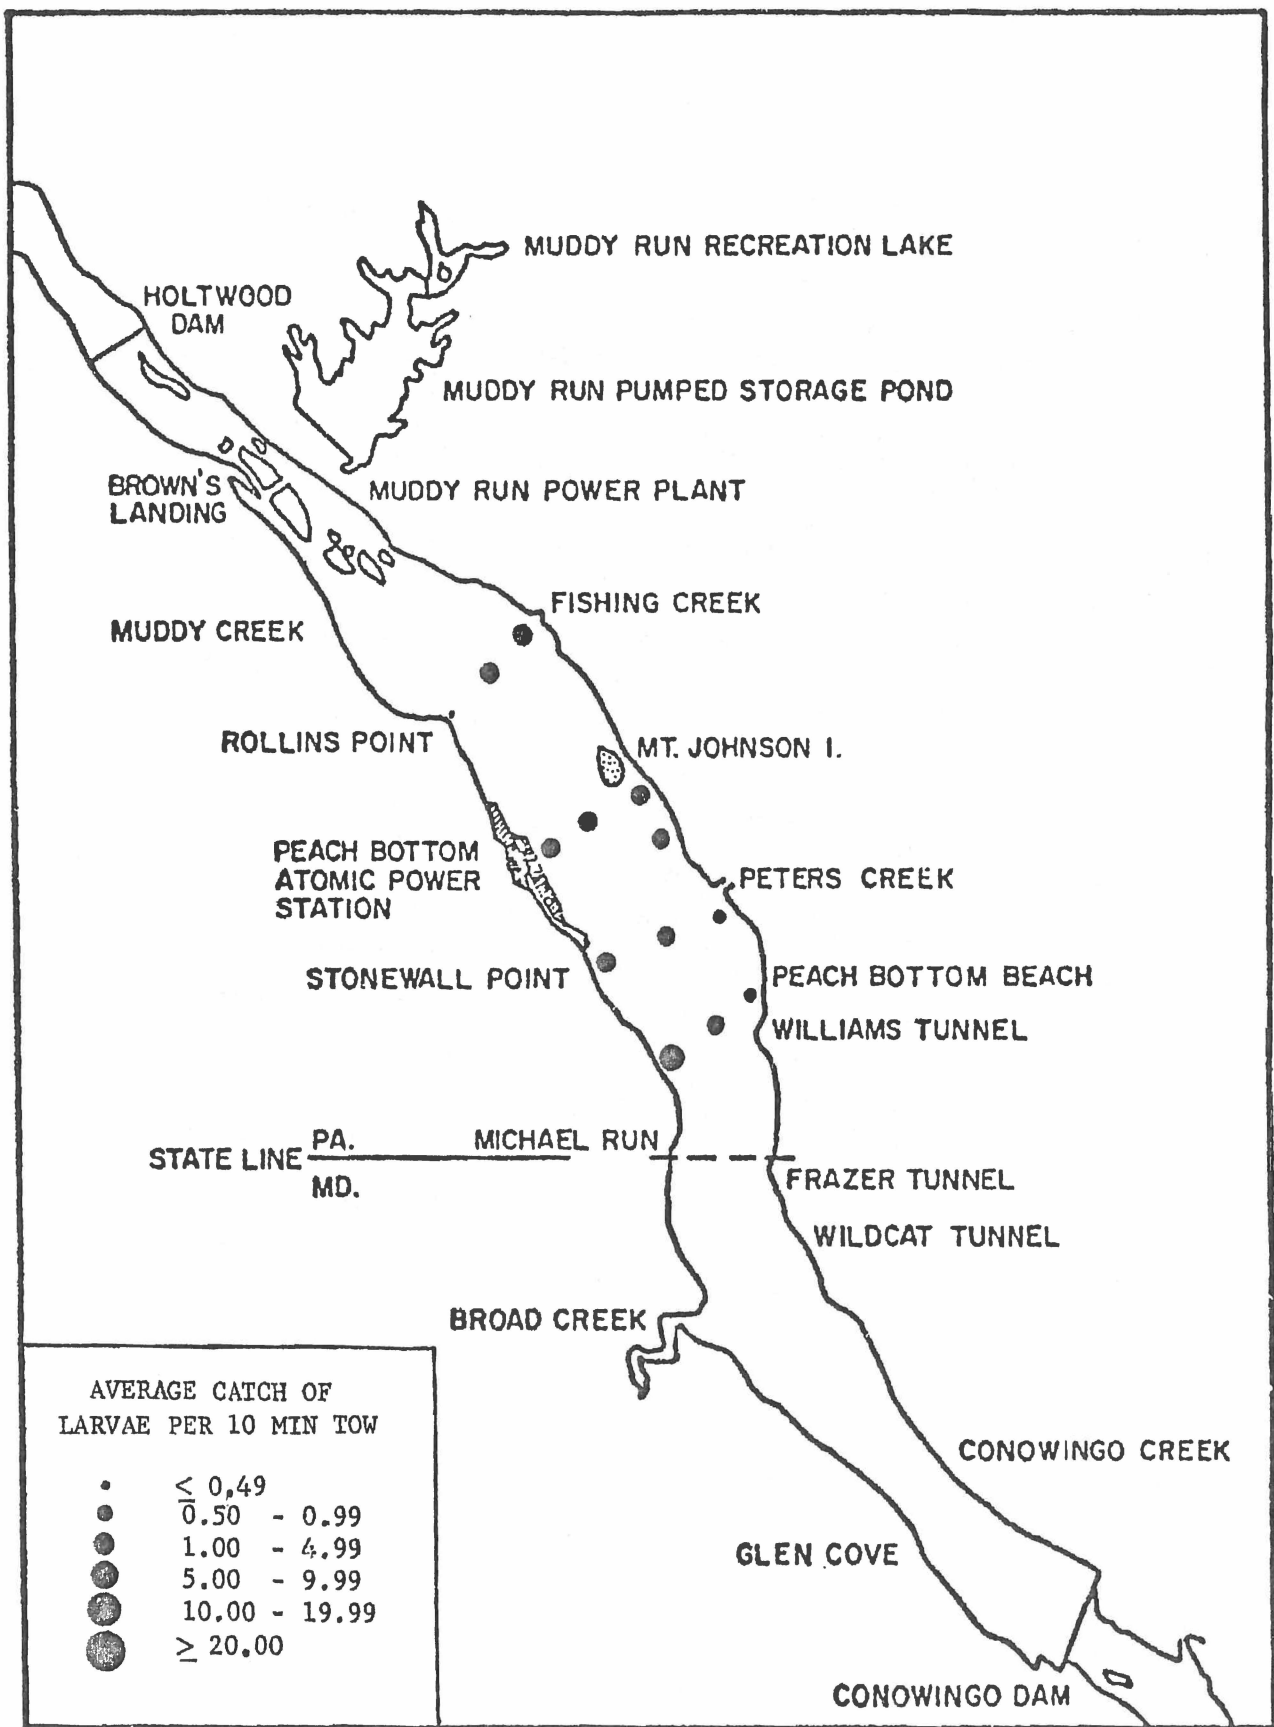 MUDDY RUN RECREATION LAKE
HOLTWOOD
DAM
MUDDY RUN PUMPED STORAGE POND
BROWN'S
LANDING
MUDDY RUN POWER PLANT
FISHING CREEK
MUDDY CREEK
ROLLINS POINT
MT. JOHNSON I.
PEACH BOTTOM
ATOMIC POWER
STATION
PETERS CREEK
STONEWALL POINT
PEACH BOTTOM BEACH
WILLIAMS TUNNEL
STATE LINE
PA.
MD.
MICHAEL RUN
FRAZER TUNNEL
WILDCAT TUNNEL
BROAD CREEK
AVERAGE CATCH OF
LARVAE PER 10 MIN TOW
≤ 0.49
0.50 - 0.99
1.00 - 4.99
5.00 - 9.99
10.00 - 19.99
≥ 20.00
CONOWINGO CREEK
GLEN COVE
CONOWINGO DAM